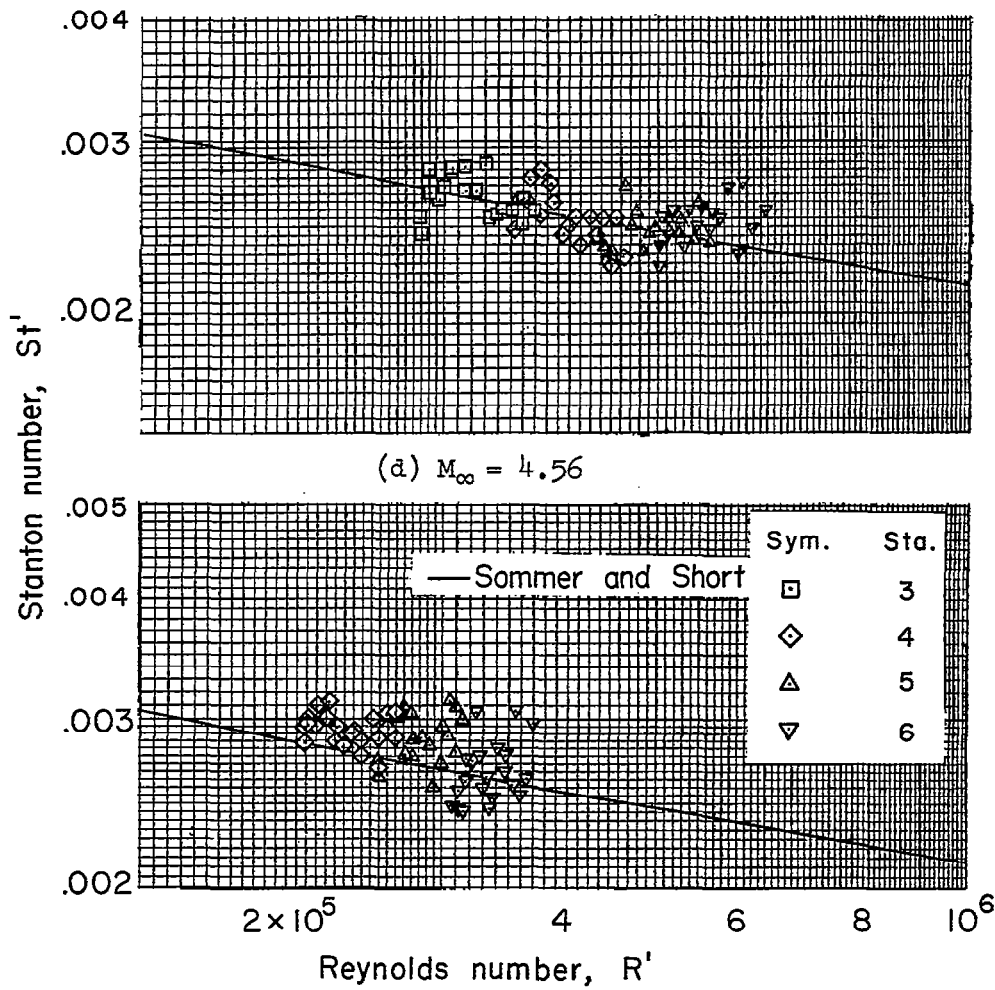 .004
.003
.002
(d) M∞ = 4.56
Stanton number, St'
.005
.004
.003
.002
Sommer and Short
Sym. Sta.
3
4
5
6
2×10⁵ 4 6 8 10⁶
Reynolds number, R'